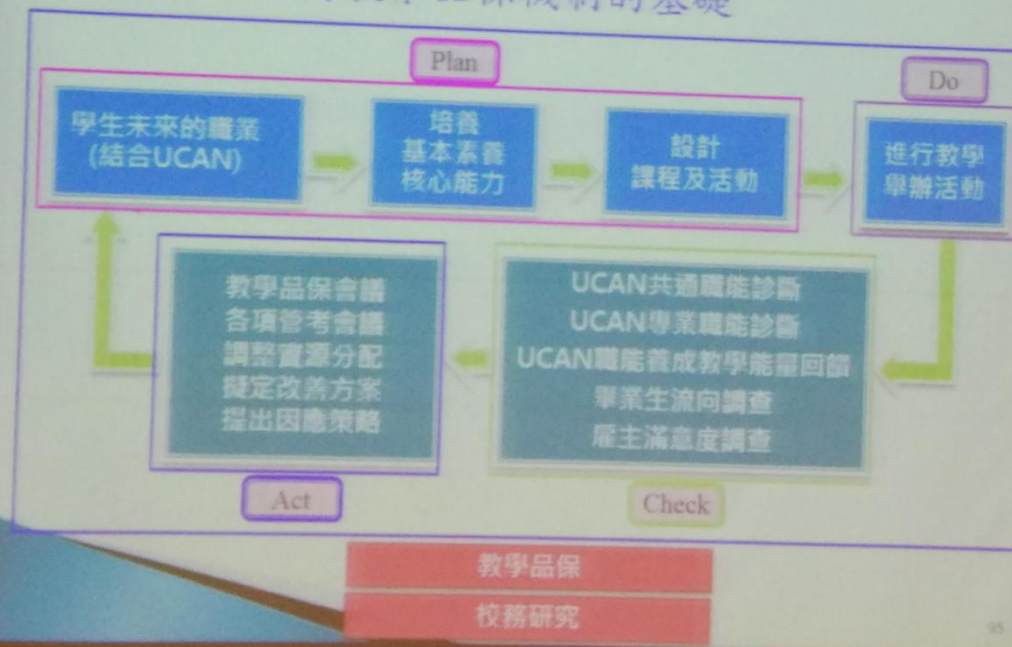 機制的基礎
Plan
Do
學生未來的職業
(結合UCAN)
培養
基本素養
核心能力
設計
課程及活動
進行教學
舉辦活動
教學品保會議
各項管考會議
調整資源分配
擬定改善方案
提出因應策略
UCAN共通職能診斷
UCAN專業職能診斷
UCAN職能養成教學能量回饋
畢業生流向調查
雇主滿意度調查
Act
Check
教學品保
校務研究
95